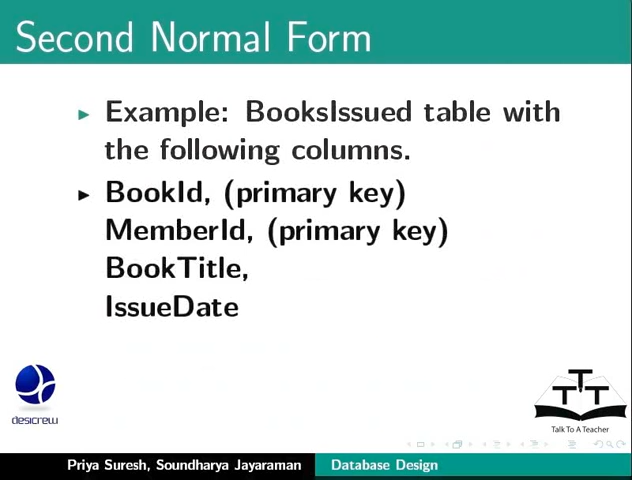 Second Normal Form
Example: BooksIssued table with
the following columns.
BookId, (primary key)
MemberId, (primary key)
BookTitle,
IssueDate
desicrew
T T T
Talk To A Teacher
Priya Suresh, Soundharya Jayaraman Database Design